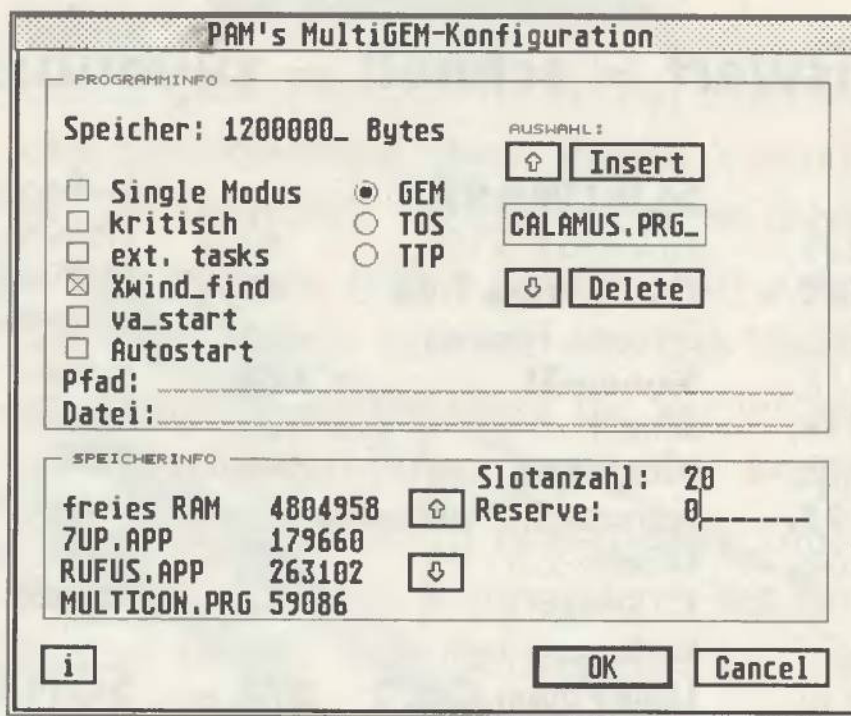 PAM's MultiGEM-Konfiguration
PROGRAMMINFO
Speicher: 1200000_ Bytes
AUSWAHL:
Insert
Single Modus
GEM
kritisch
TOS
CALAMUS.PRG_
ext. tasks
TTP
Xwind_find
Delete
va_start
Autostart
Pfad:
Datei:
SPEICHERINFO
Slotanzahl: 20
freies RAM 4804958
Reserve: 0_______
7UP.APP 179660
RUFUS.APP 263102
MULTICON.PRG 59086
i
OK
Cancel